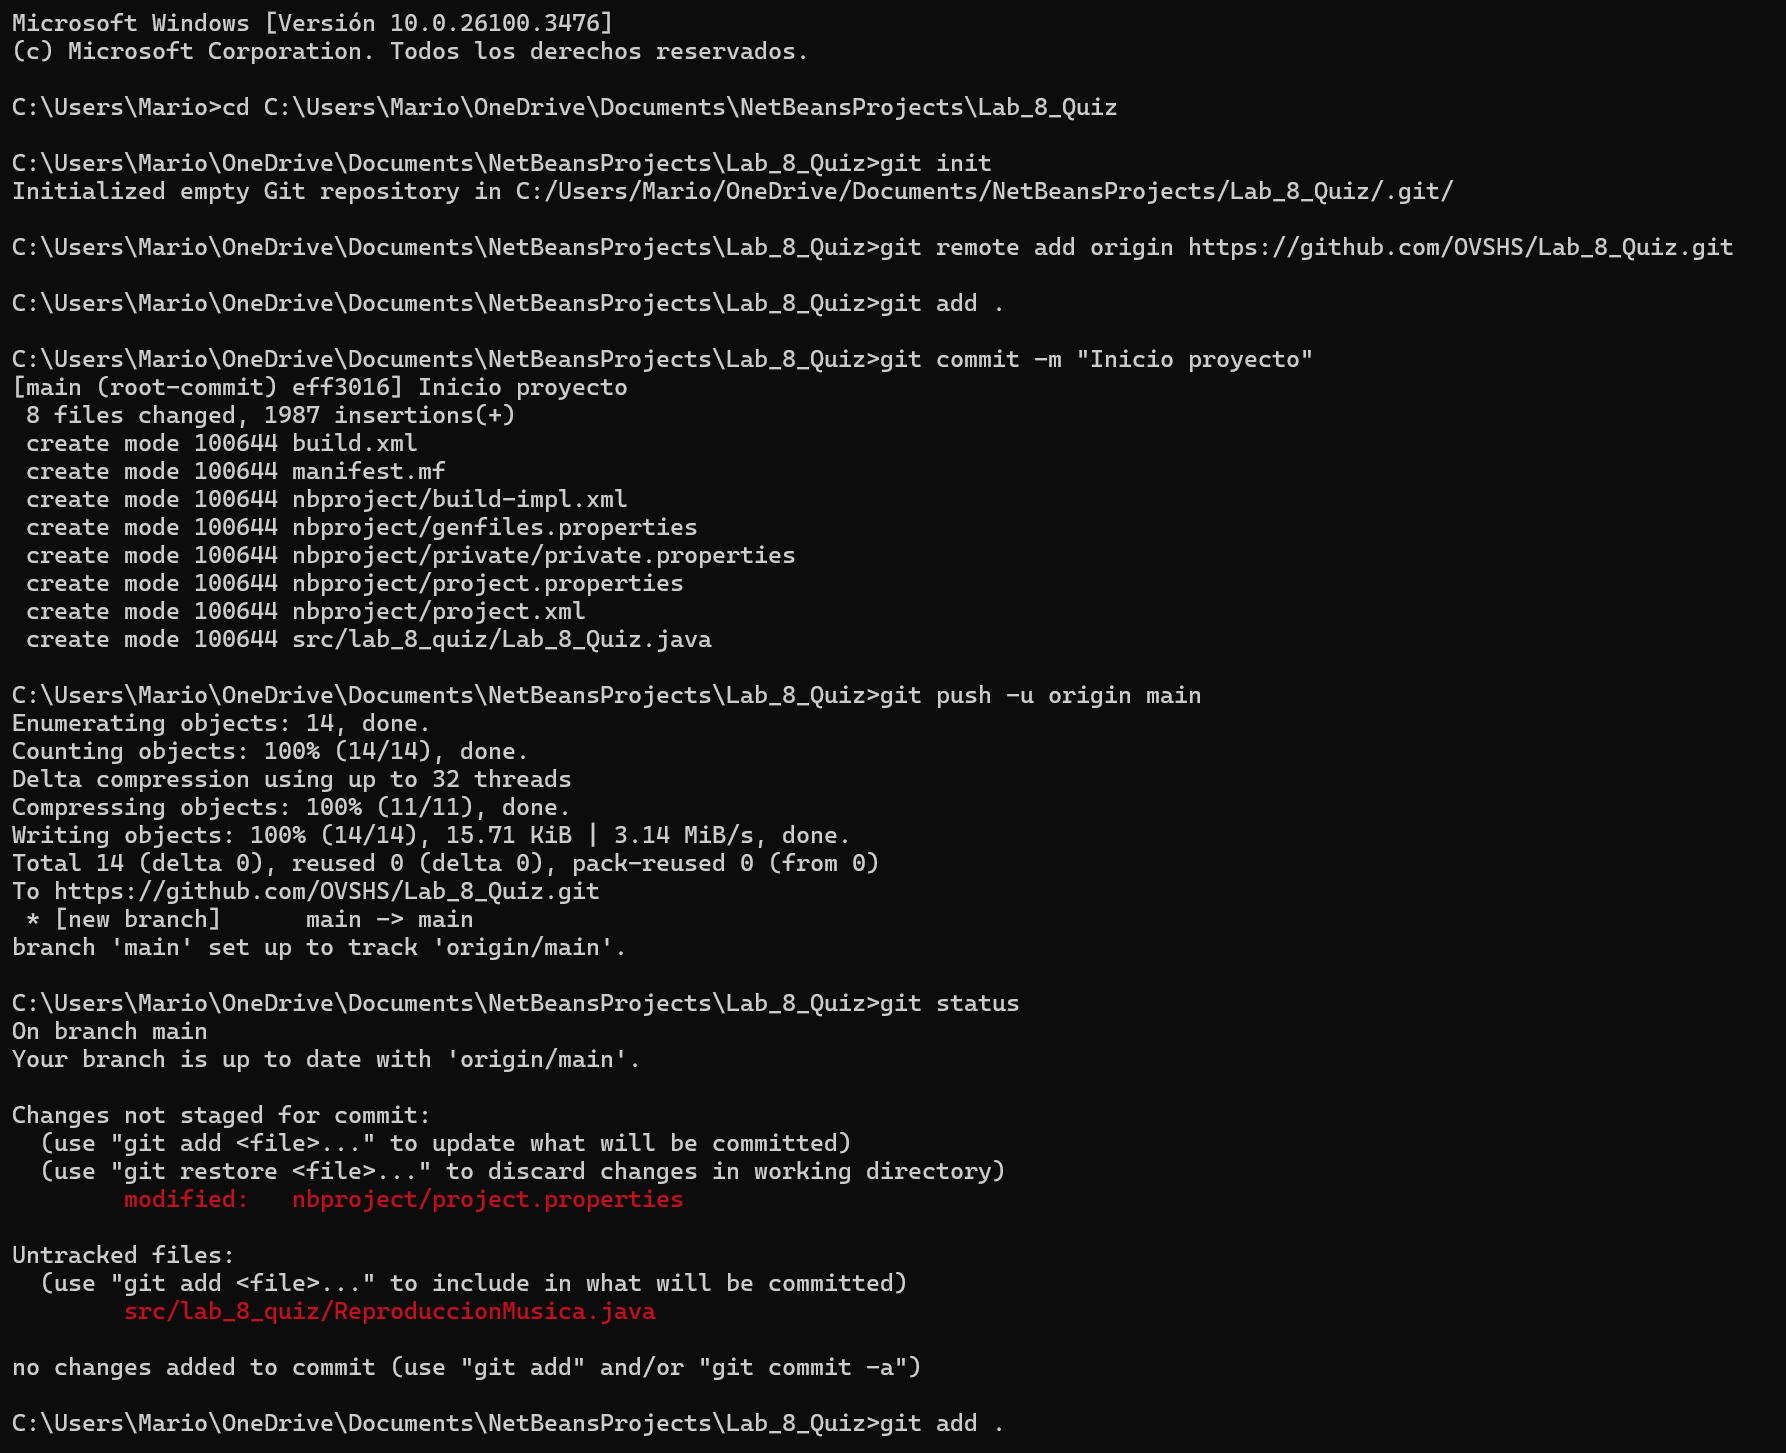 Microsoft Windows [Versión 10.0.26100.3476]
(c) Microsoft Corporation. Todos los derechos reservados.

C:\Users\Mario>cd C:\Users\Mario\OneDrive\Documents\NetBeansProjects\Lab_8_Quiz

C:\Users\Mario\OneDrive\Documents\NetBeansProjects\Lab_8_Quiz>git init
Initialized empty Git repository in C:/Users/Mario/OneDrive/Documents/NetBeansProjects/Lab_8_Quiz/.git/

C:\Users\Mario\OneDrive\Documents\NetBeansProjects\Lab_8_Quiz>git remote add origin https://github.com/OVSHS/Lab_8_Quiz.git

C:\Users\Mario\OneDrive\Documents\NetBeansProjects\Lab_8_Quiz>git add .

C:\Users\Mario\OneDrive\Documents\NetBeansProjects\Lab_8_Quiz>git commit -m "Inicio proyecto"
[main (root-commit) eff3016] Inicio proyecto
 8 files changed, 1987 insertions(+)
 create mode 100644 build.xml
 create mode 100644 manifest.mf
 create mode 100644 nbproject/build-impl.xml
 create mode 100644 nbproject/genfiles.properties
 create mode 100644 nbproject/private/private.properties
 create mode 100644 nbproject/project.properties
 create mode 100644 nbproject/project.xml
 create mode 100644 src/lab_8_quiz/Lab_8_Quiz.java

C:\Users\Mario\OneDrive\Documents\NetBeansProjects\Lab_8_Quiz>git push -u origin main
Enumerating objects: 14, done.
Counting objects: 100% (14/14), done.
Delta compression using up to 32 threads
Compressing objects: 100% (11/11), done.
Writing objects: 100% (14/14), 15.71 KiB | 3.14 MiB/s, done.
Total 14 (delta 0), reused 0 (delta 0), pack-reused 0 (from 0)
To https://github.com/OVSHS/Lab_8_Quiz.git
 * [new branch]      main -> main
branch 'main' set up to track 'origin/main'.

C:\Users\Mario\OneDrive\Documents\NetBeansProjects\Lab_8_Quiz>git status
On branch main
Your branch is up to date with 'origin/main'.

Changes not staged for commit:
  (use "git add <file>..." to update what will be committed)
  (use "git restore <file>..." to discard changes in working directory)
        modified:   nbproject/project.properties

Untracked files:
  (use "git add <file>..." to include in what will be committed)
        src/lab_8_quiz/ReproduccionMusica.java

no changes added to commit (use "git add" and/or "git commit -a")

C:\Users\Mario\OneDrive\Documents\NetBeansProjects\Lab_8_Quiz>git add .